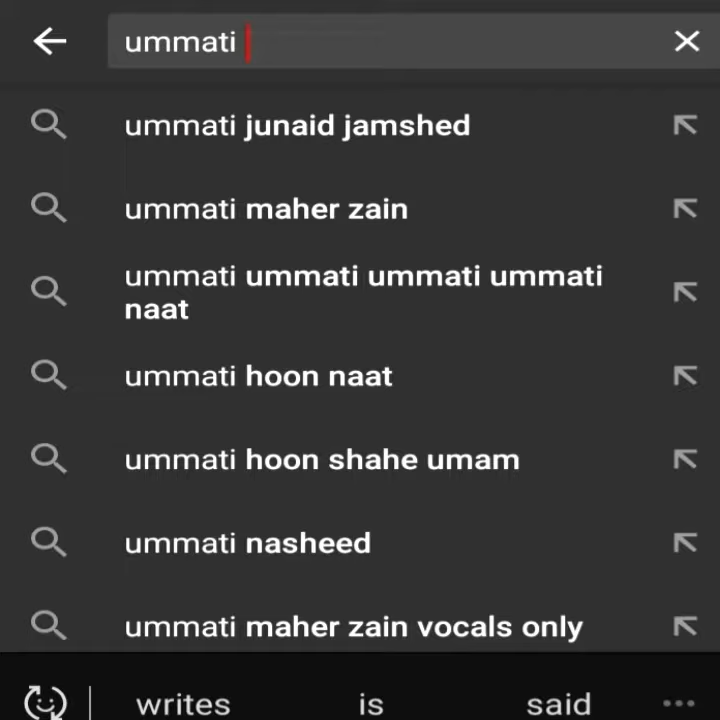 ummati
ummati junaid jamshed
ummati maher zain
ummati ummati ummati ummati
naat
ummati hoon naat
ummati hoon shahe umam
ummati nasheed
ummati maher zain vocals only
writes is said